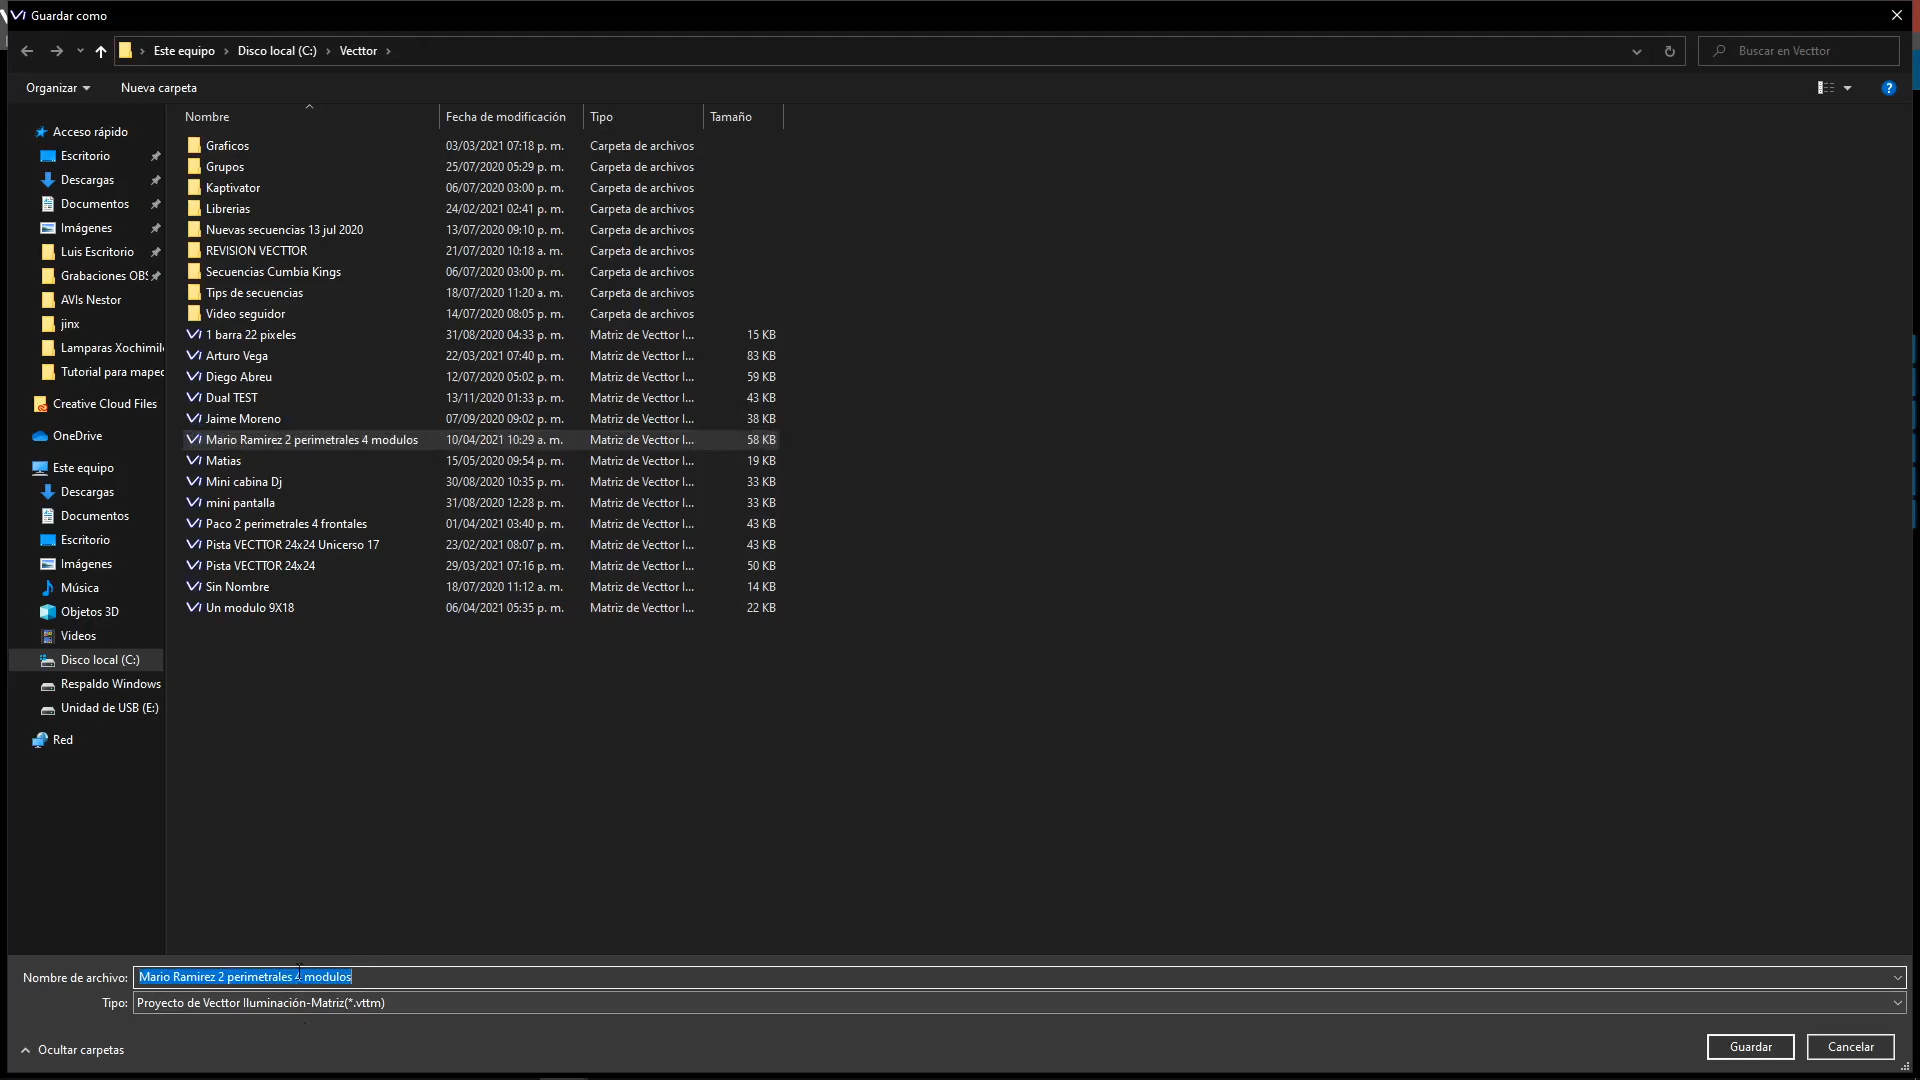 Guardar como
Este equipo > Disco local (C:) > Vecttor >
Buscar en Vecttor
Organizar
Nueva carpeta
?
Acceso rápido
Escritorio
Descargas
Documentos
Imágenes
Luis Escritorio
Grabaciones OBS
AVIs Nestor
jinx
Lamparas Xochimil
Tutorial para maped
Creative Cloud Files
OneDrive
Este equipo
Descargas
Documentos
Escritorio
Imágenes
Música
Objetos 3D
Videos
Disco local (C:)
Respaldo Windows
Unidad de USB (E:)
Red
Nombre Fecha de modificación Tipo Tamaño
Graficos 03/03/2021 07:18 p. m. Carpeta de archivos
Grupos 25/07/2020 05:29 p. m. Carpeta de archivos
Kaptivator 06/07/2020 03:00 p. m. Carpeta de archivos
Librerias 24/02/2021 02:41 p. m. Carpeta de archivos
Nuevas secuencias 13 jul 2020 13/07/2020 09:10 p. m. Carpeta de archivos
REVISION VECTTOR 21/07/2020 10:18 a. m. Carpeta de archivos
Secuencias Cumbia Kings 06/07/2020 03:00 p. m. Carpeta de archivos
Tips de secuencias 18/07/2020 11:20 a. m. Carpeta de archivos
Video seguidor 14/07/2020 08:05 p. m. Carpeta de archivos
1 barra 22 pixeles 31/08/2020 04:33 p. m. Matriz de Vecttor I... 15 KB
Arturo Vega 22/03/2021 07:40 p. m. Matriz de Vecttor I... 83 KB
Diego Abreu 12/07/2020 05:02 p. m. Matriz de Vecttor I... 59 KB
Dual TEST 13/11/2020 01:33 p. m. Matriz de Vecttor I... 43 KB
Jaime Moreno 07/09/2020 09:02 p. m. Matriz de Vecttor I... 38 KB
Mario Ramirez 2 perimetrales 4 modulos 10/04/2021 10:29 a. m. Matriz de Vecttor I... 58 KB
Matias 15/05/2020 09:54 p. m. Matriz de Vecttor I... 19 KB
Mini cabina Dj 30/08/2020 10:35 p. m. Matriz de Vecttor I... 33 KB
mini pantalla 31/08/2020 12:28 p. m. Matriz de Vecttor I... 33 KB
Paco 2 perimetrales 4 frontales 01/04/2021 03:40 p. m. Matriz de Vecttor I... 43 KB
Pista VECTTOR 24x24 Unicerso 17 23/02/2021 08:07 p. m. Matriz de Vecttor I... 43 KB
Pista VECTTOR 24x24 29/03/2021 07:16 p. m. Matriz de Vecttor I... 50 KB
Sin Nombre 18/07/2020 11:12 a. m. Matriz de Vecttor I... 14 KB
Un modulo 9X18 06/04/2021 05:35 p. m. Matriz de Vecttor I... 22 KB
Nombre de archivo: Mario Ramirez 2 perimetrales 4 modulos
Tipo: Proyecto de Vecttor Iluminación-Matriz(*.vttm)
Ocultar carpetas
Guardar
Cancelar